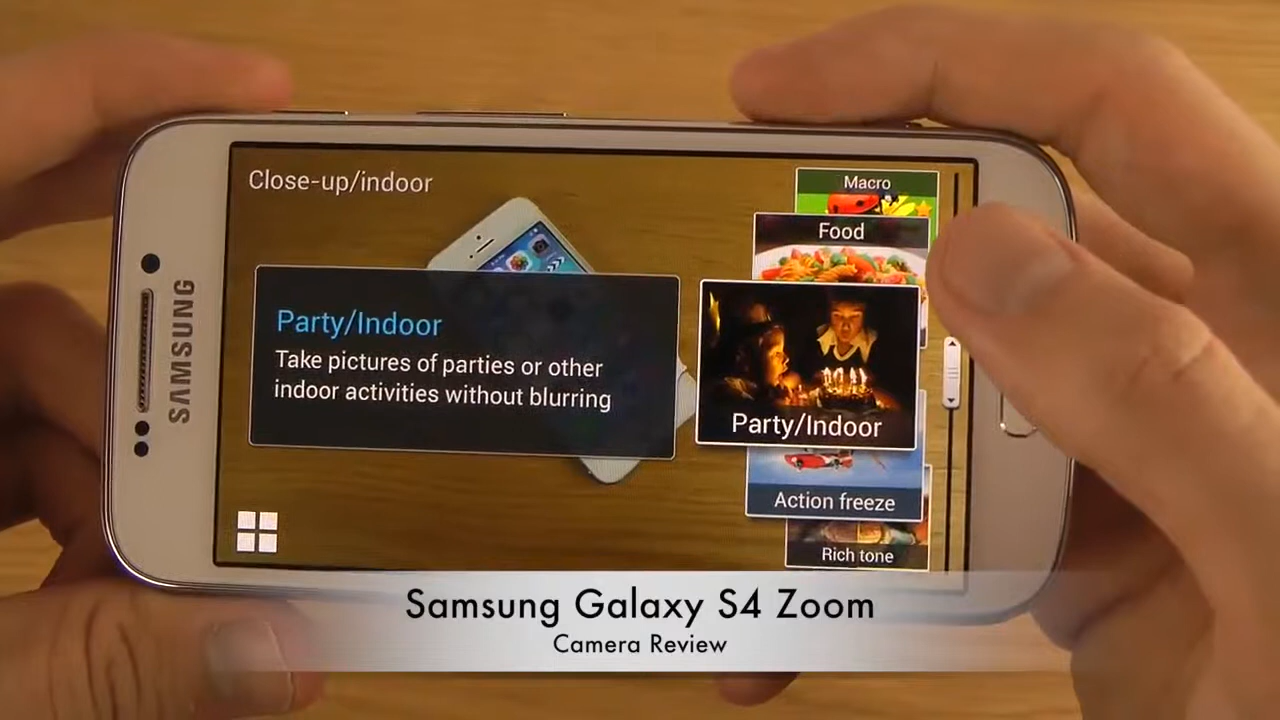 Close-up/indoor
Macro
Food
SAMSUNG
Party/Indoor
Take pictures of parties or other
indoor activities without blurring
Party/Indoor
Action freeze
Rich tone
Samsung Galaxy S4 Zoom
Camera Review